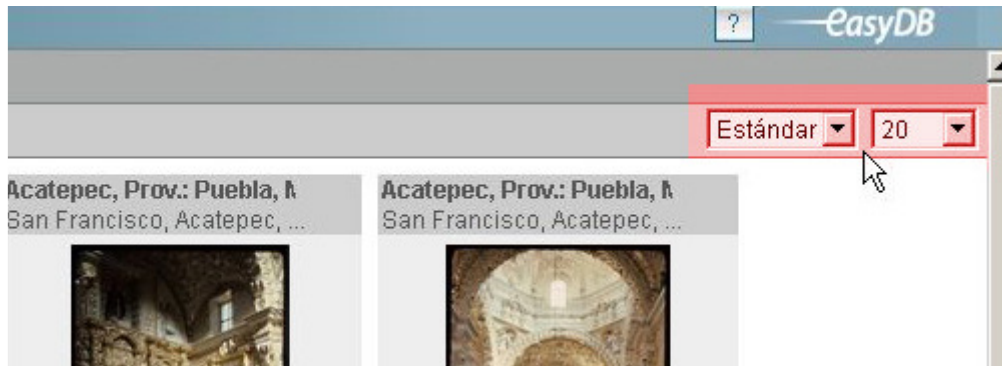 ? easyDB
Estándar 20
Acatepec, Prov.: Puebla, Acatepec, Prov.: Puebla,
San Francisco, Acatepec, ... San Francisco, Acatepec, ...